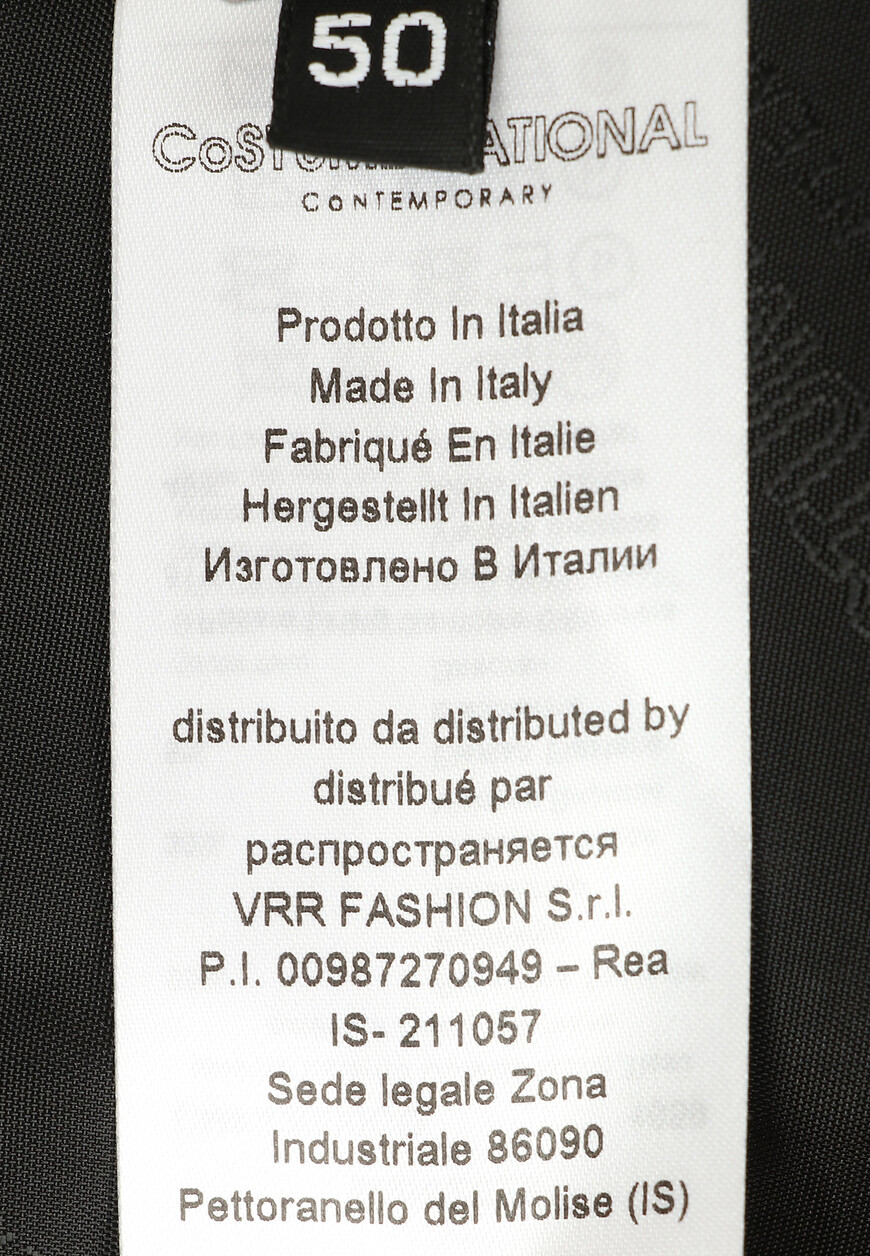 50
CoSTUME NATIONAL
CoNTEMPORARY
Prodotto In Italia
Made In Italy
Fabriqué En Italie
Hergestellt In Italien
Изготовлено В Италии
distribuito da distributed by
distribué par
распространяется
VRR FASHION S.r.l.
P.I. 00987270949 – Rea
IS- 211057
Sede legale Zona
Industriale 86090
Pettoranello del Molise (IS)